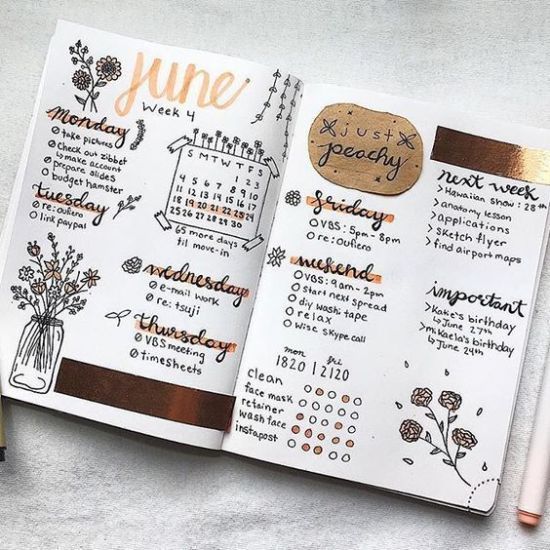 June
Week 4
Monday
take pictures
Check out zibbet
↳ make account
prepare slides
budget hamster
Tuesday
re:
link paypal
S M T W T F S
1 2 3
4 5 6 7 8 9 10
11 12 13 14 15 16 17
18 19 20 21 22 23 24
25 26 27 28 29 30
65 more days
til move-in
wednesday
e-mail work
re: tsuji
thursday
VBS meeting
timesheets
just
peachy
friday
VBS: 5pm - 8pm
re:
weekend
VBS: 9am - 2pm
Start next spread
diy washi tape
relax
wise skype call
mon fri
clean
face mask
retainer
wash face
instapost
next week
> Hawaiian show: 28th
> anatomy lesson
> applications
> sketch flyer
> find airport maps
important
> Kate's birthday
↳ June 27th
> mikaela's birthday
↳ June 24th